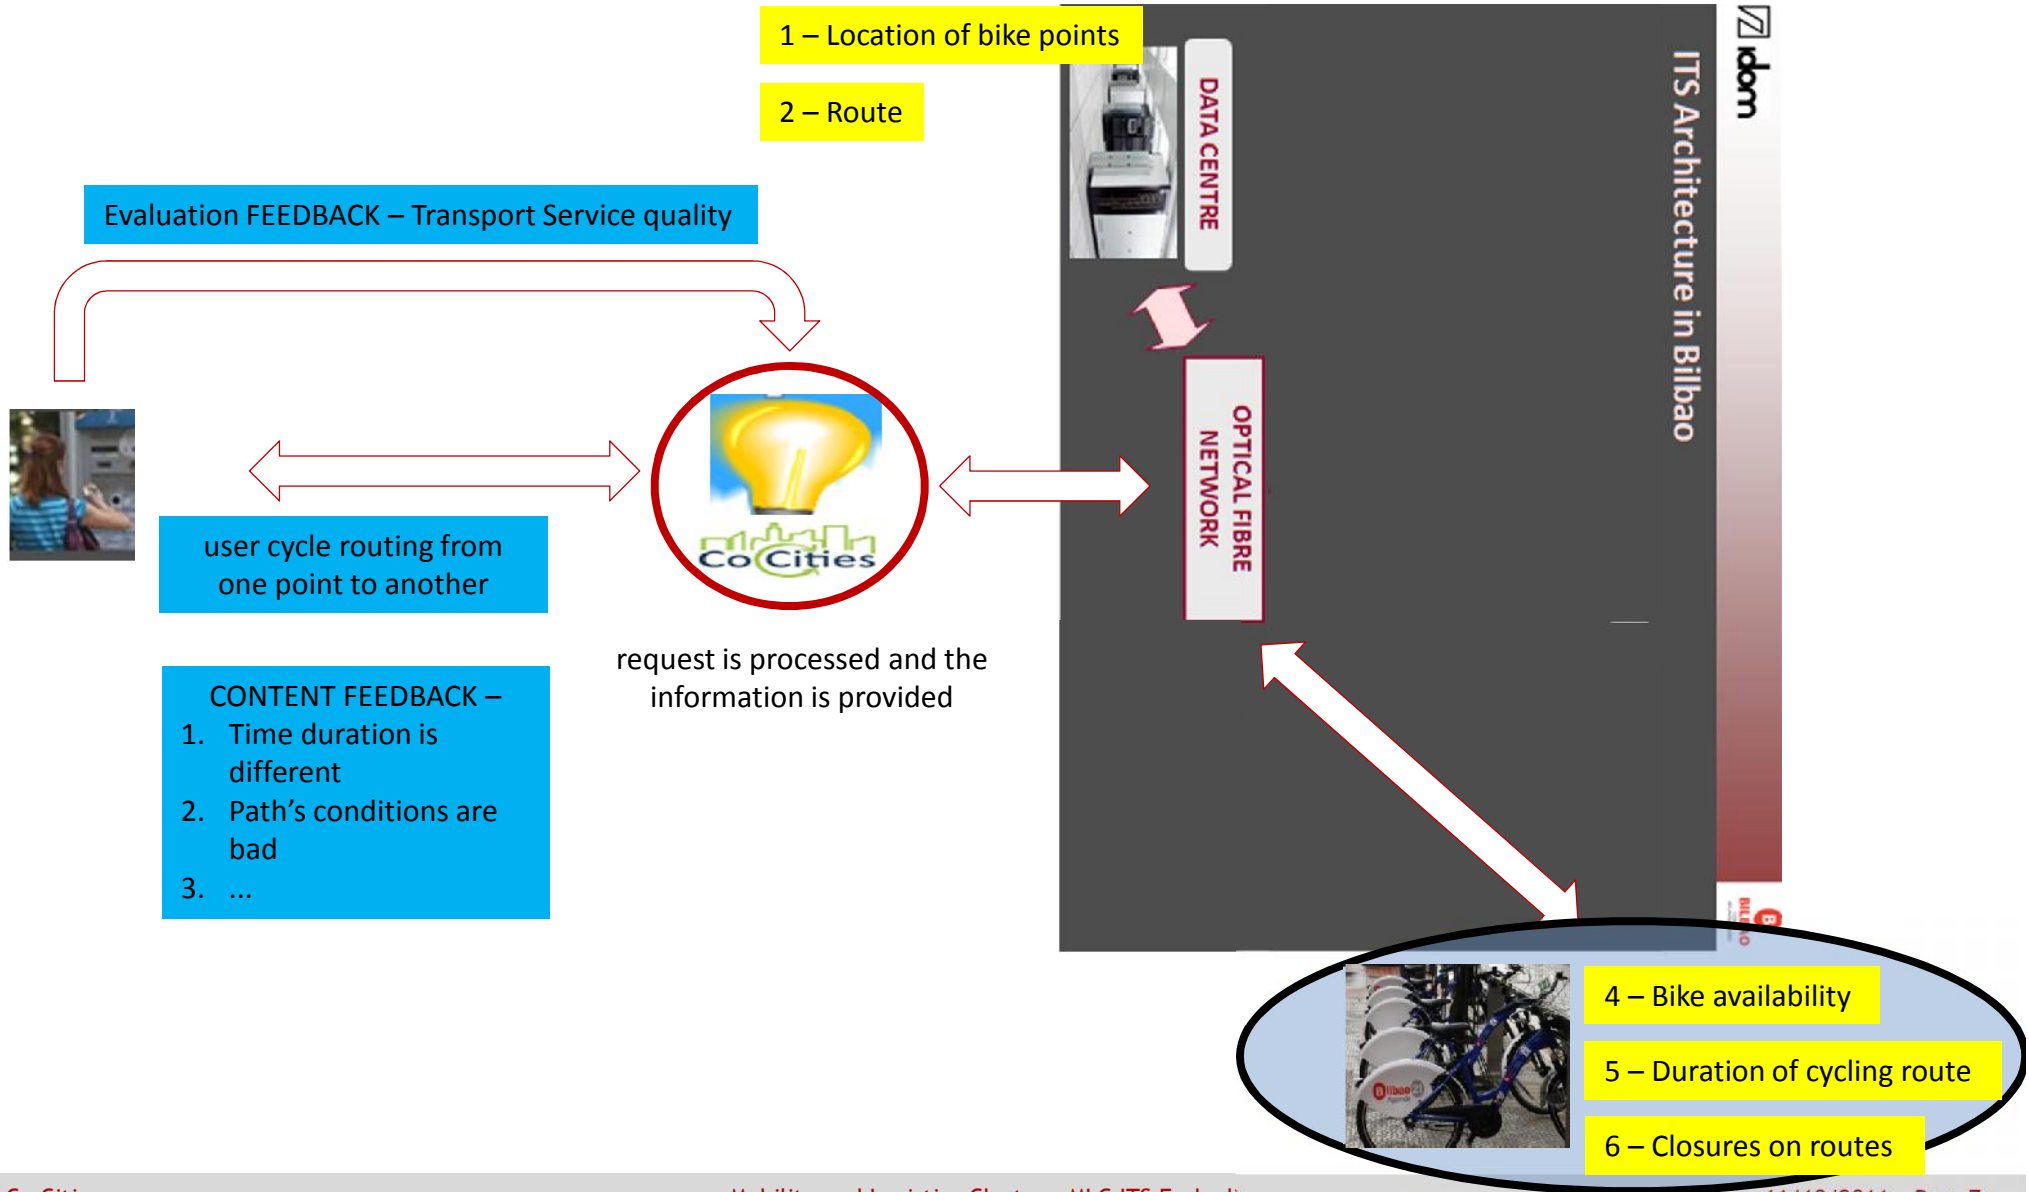 1 – Location of bike points
2 – Route
Evaluation FEEDBACK – Transport Service quality
user cycle routing from
one point to another
CONTENT FEEDBACK –
1. Time duration is
different
2. Path's conditions are
bad
3. ...
CoCities
request is processed and the
information is provided
DATA CENTRE
OPTICAL FIBRE
NETWORK
ITS Architecture in Bilbao
idom
Bilbao
4 – Bike availability
5 – Duration of cycling route
6 – Closures on routes